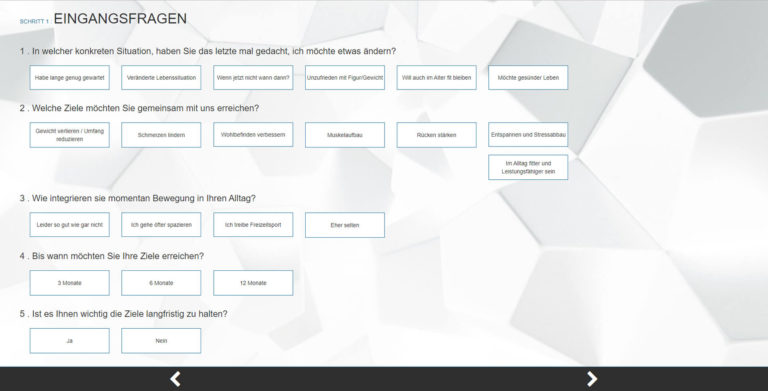 SCHRITT 1 : EINGANGSFRAGEN
1 . In welcher konkreten Situation, haben Sie das letzte mal gedacht, ich möchte etwas ändern?
Habe lange genug gewartet
Veränderte Lebenssituation
Wenn jetzt nicht wann dann?
Unzufrieden mit Figur/Gewicht
Will auch im Alter fit bleiben
Möchte gesünder Leben
2 . Welche Ziele möchten Sie gemeinsam mit uns erreichen?
Gewicht verlieren / Umfang
reduzieren
Schmerzen lindern
Wohlbefinden verbessern
Muskelaufbau
Rücken stärken
Entspannen und Stressabbau
Im Alltag fitter und
Leistungsfähiger sein
3 . Wie integrieren sie momentan Bewegung in Ihren Alltag?
Leider so gut wie gar nicht
Ich gehe öfter spazieren
Ich treibe Freizeitsport
Eher selten
4 . Bis wann möchten Sie Ihre Ziele erreichen?
3 Monate
6 Monate
12 Monate
5 . Ist es Ihnen wichtig die Ziele langfristig zu halten?
Ja
Nein